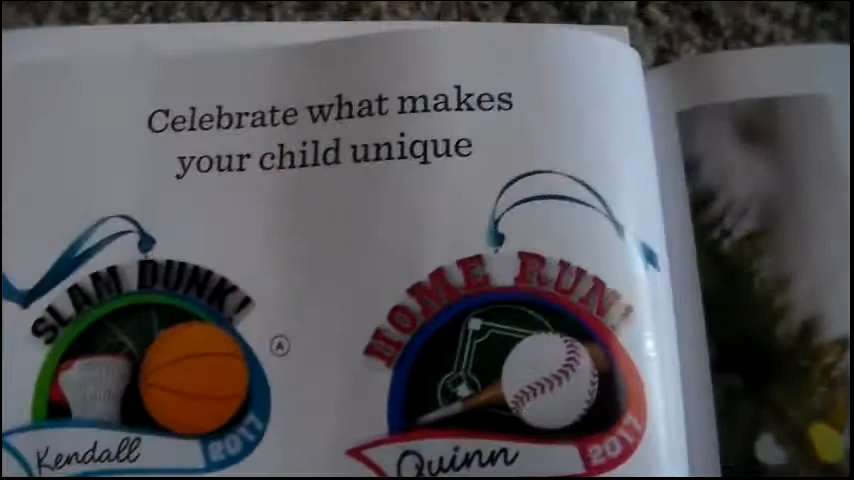 Celebrate what makes
your child unique
SLAM DUNK!
HOME RUN!
A
Kendall
2017
Quinn
2017